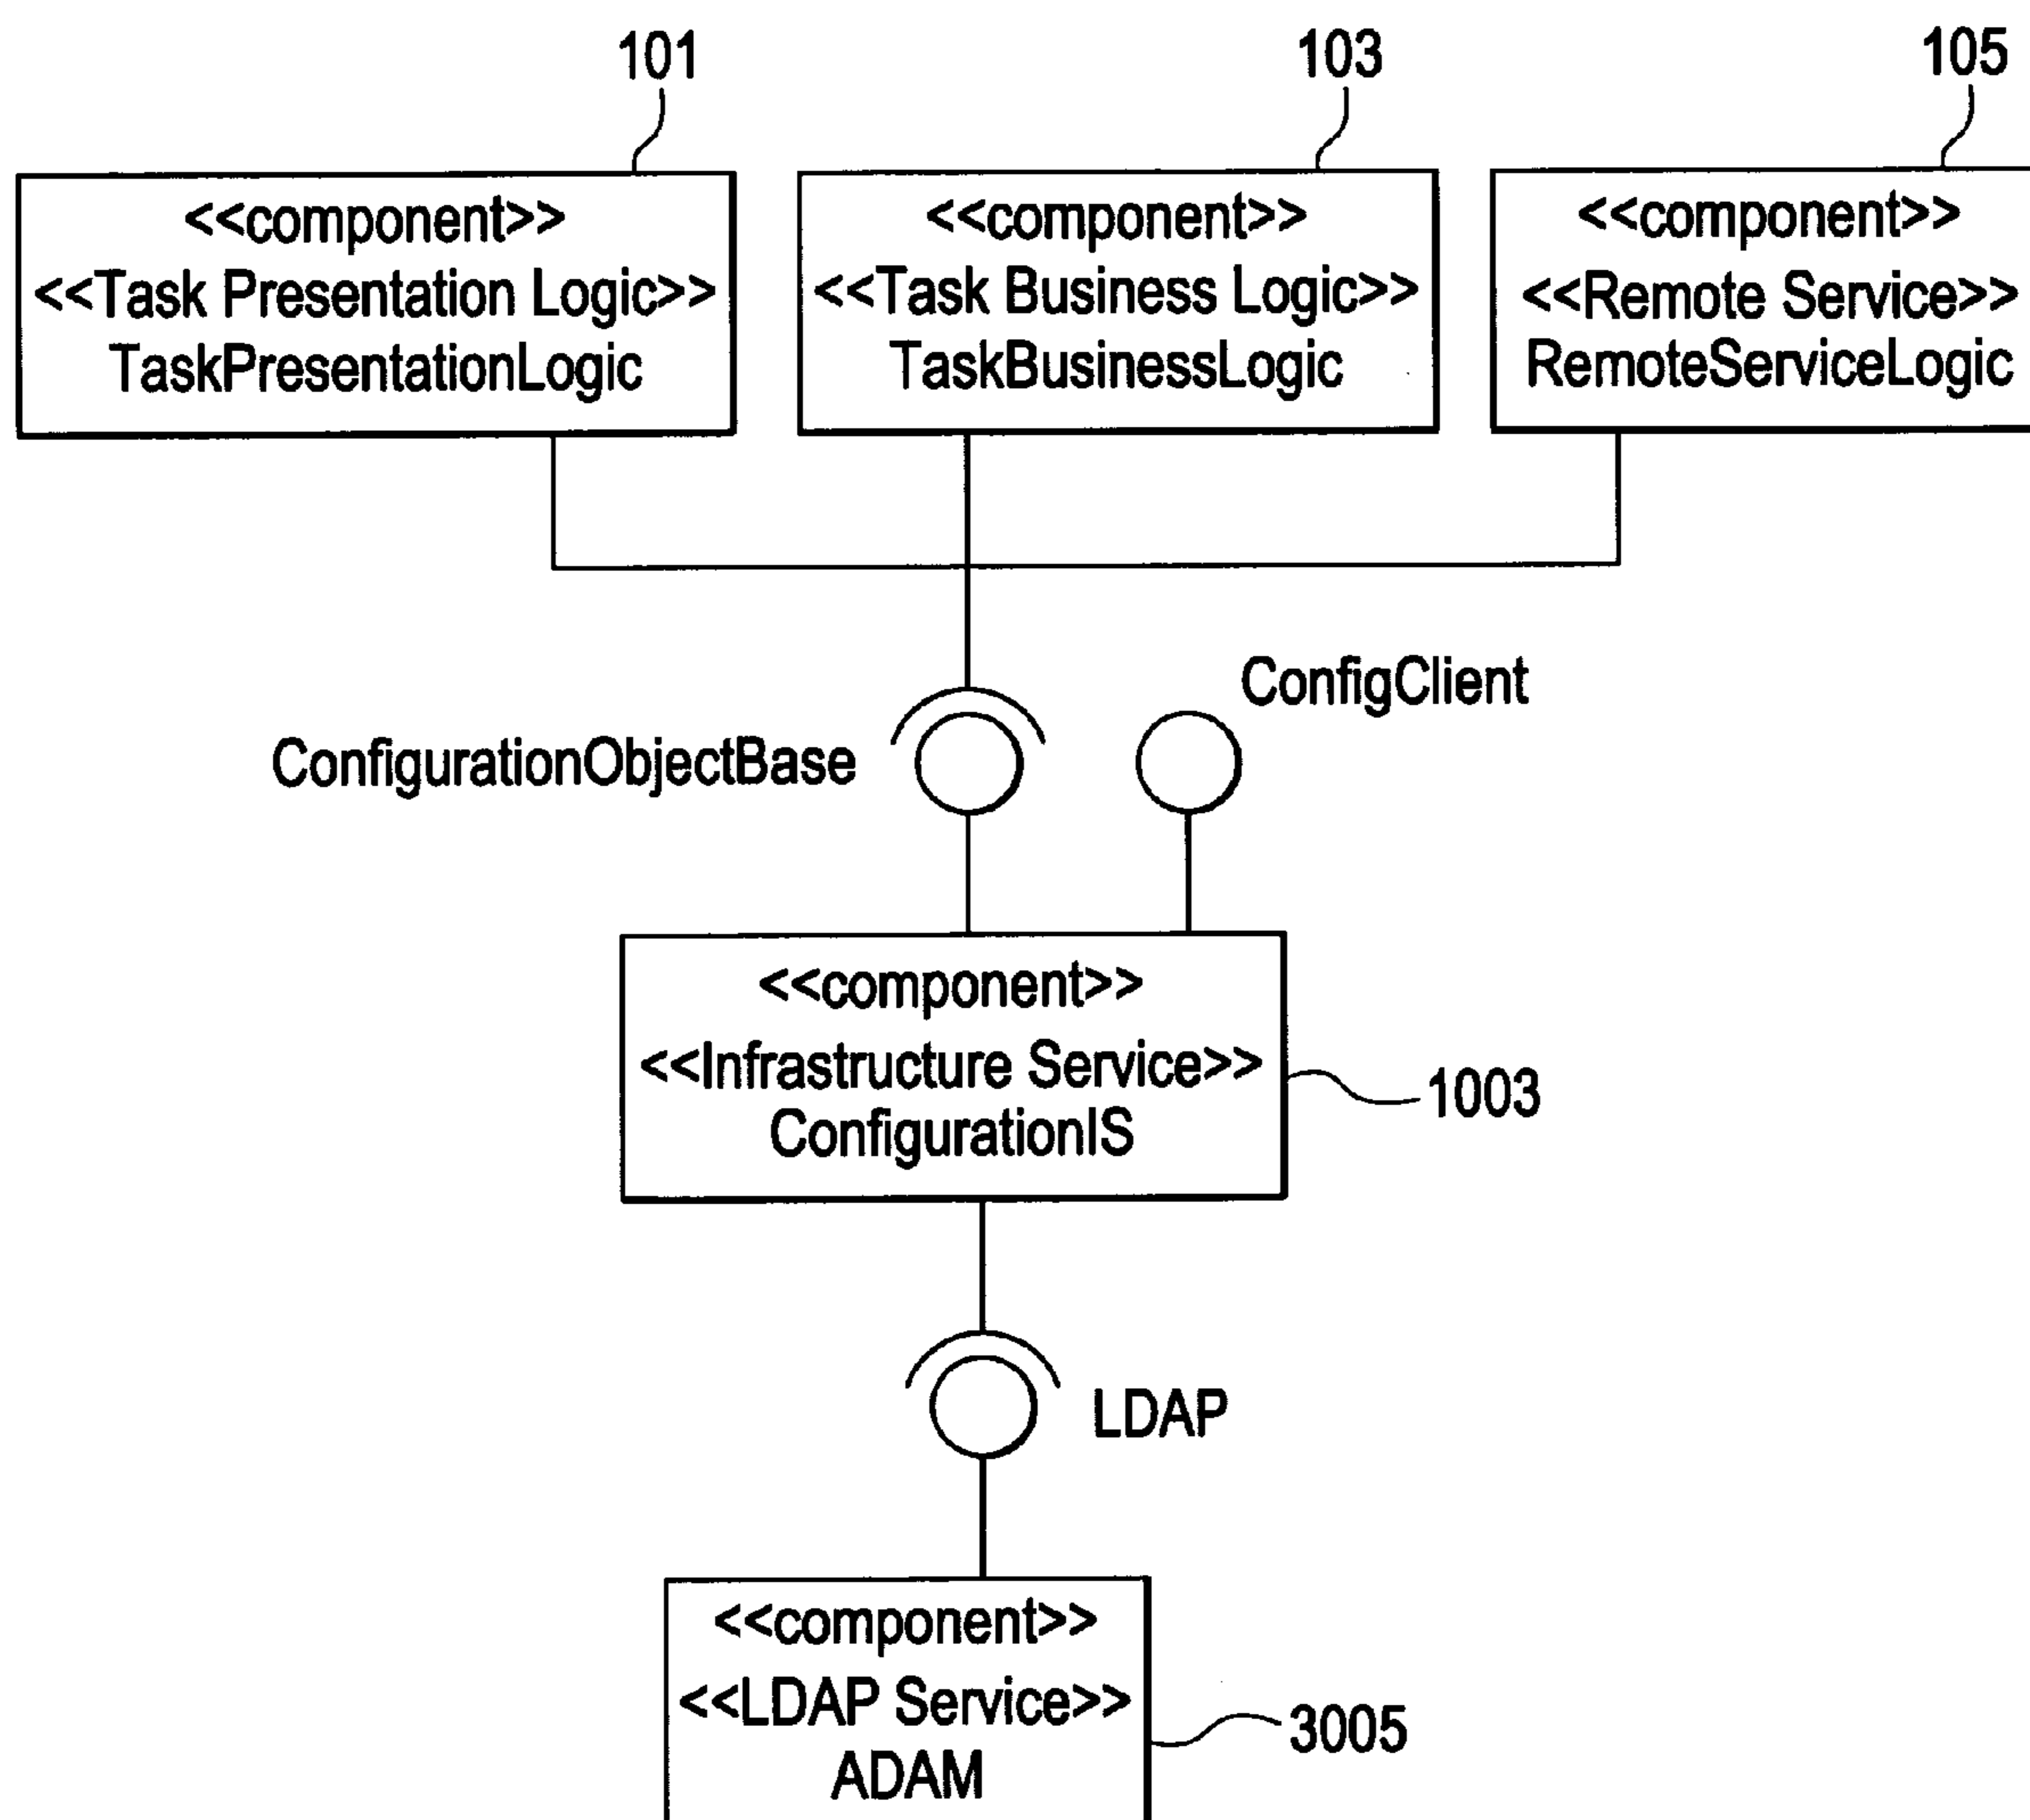 101
103
105
<<component>>
<<Task Presentation Logic>>
TaskPresentationLogic
<<component>>
<<Task Business Logic>>
TaskBusinessLogic
<<component>>
<<Remote Service>>
RemoteServiceLogic
ConfigClient
ConfigurationObjectBase
<<component>>
<<Infrastructure Service>>
ConfigurationIS
1003
LDAP
<<component>>
<<LDAP Service>>
ADAM
3005